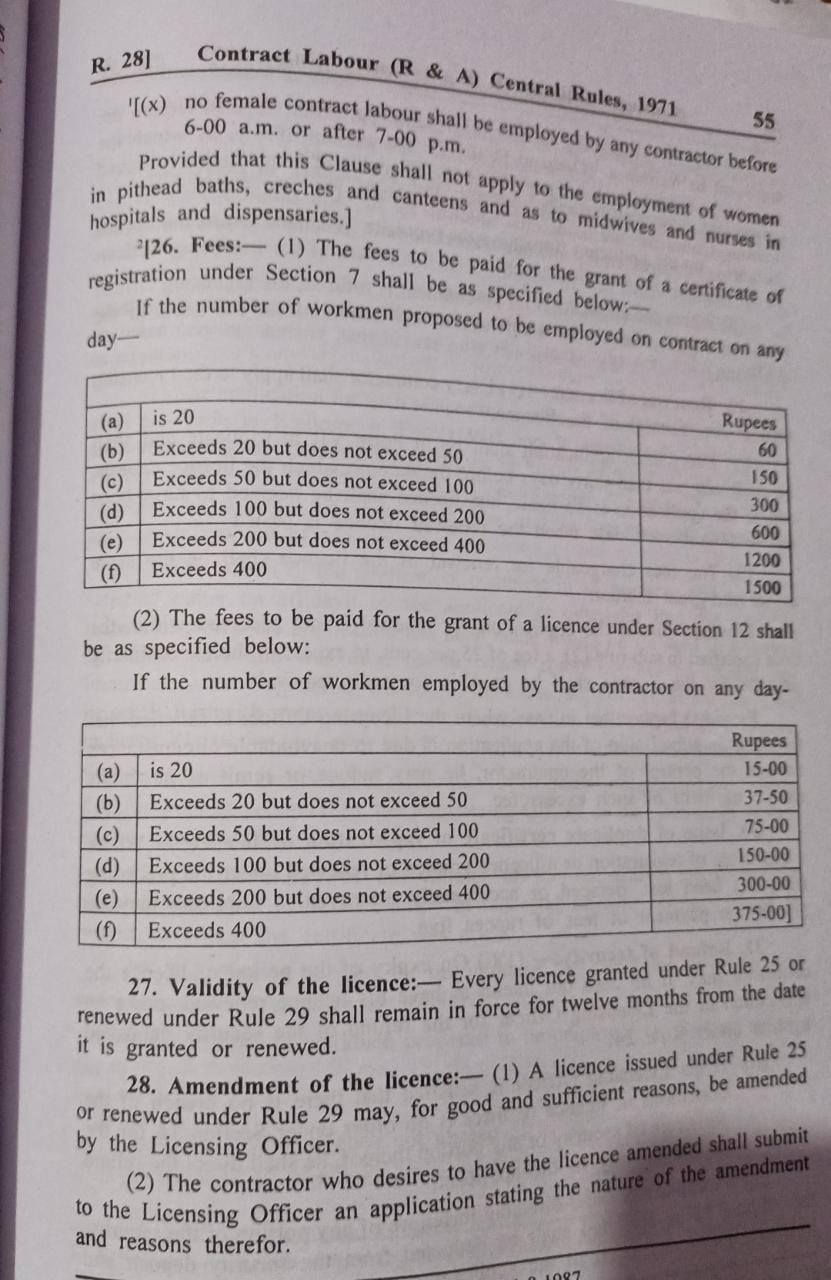 R. 28] Contract Labour (R & A) Central Rules, 1971 55
¹[(x) no female contract labour shall be employed by any contractor before
6-00 a.m. or after 7-00 p.m.
Provided that this Clause shall not apply to the employment of women
in pithead baths, creches and canteens and as to midwives and nurses in
hospitals and dispensaries.]
²[26. Fees:— (1) The fees to be paid for the grant of a certificate of
registration under Section 7 shall be as specified below:—
If the number of workmen proposed to be employed on contract on any
day—
Rupees
(a) is 20 60
(b) Exceeds 20 but does not exceed 50 150
(c) Exceeds 50 but does not exceed 100 300
(d) Exceeds 100 but does not exceed 200 600
(e) Exceeds 200 but does not exceed 400 1200
(f) Exceeds 400 1500
(2) The fees to be paid for the grant of a licence under Section 12 shall
be as specified below:
If the number of workmen employed by the contractor on any day-
Rupees
(a) is 20 15-00
(b) Exceeds 20 but does not exceed 50 37-50
(c) Exceeds 50 but does not exceed 100 75-00
(d) Exceeds 100 but does not exceed 200 150-00
(e) Exceeds 200 but does not exceed 400 300-00
(f) Exceeds 400 375-00]
27. Validity of the licence:— Every licence granted under Rule 25 or
renewed under Rule 29 shall remain in force for twelve months from the date
it is granted or renewed.
28. Amendment of the licence:— (1) A licence issued under Rule 25
or renewed under Rule 29 may, for good and sufficient reasons, be amended
by the Licensing Officer.
(2) The contractor who desires to have the licence amended shall submit
to the Licensing Officer an application stating the nature of the amendment
and reasons therefor.